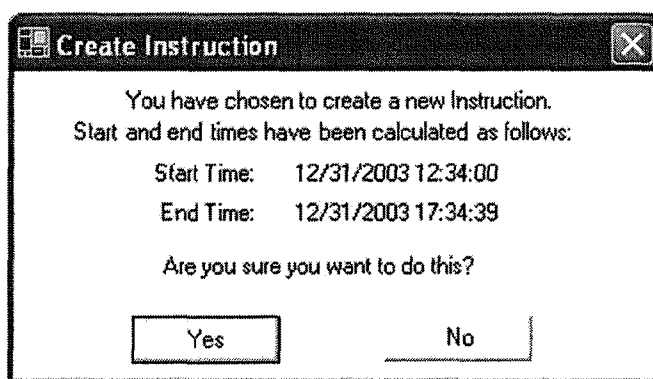 Create Instruction
You have chosen to create a new Instruction.
Start and end times have been calculated as follows:
Start Time: 12/31/2003 12:34:00
End Time: 12/31/2003 17:34:39
Are you sure you want to do this?
Yes No